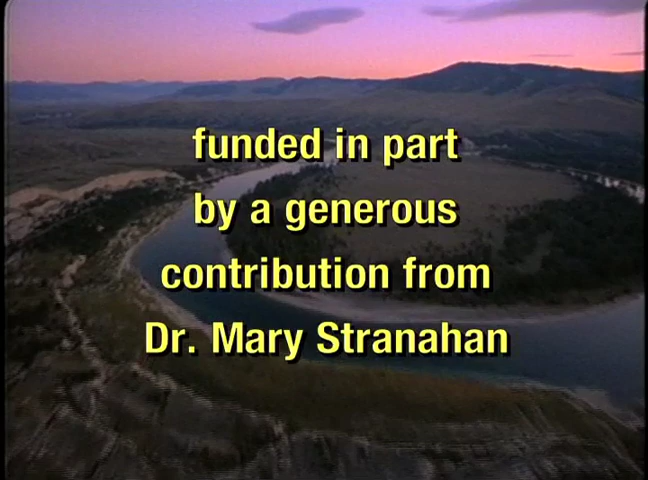 funded in part
by a generous
contribution from
Dr. Mary Stranahan